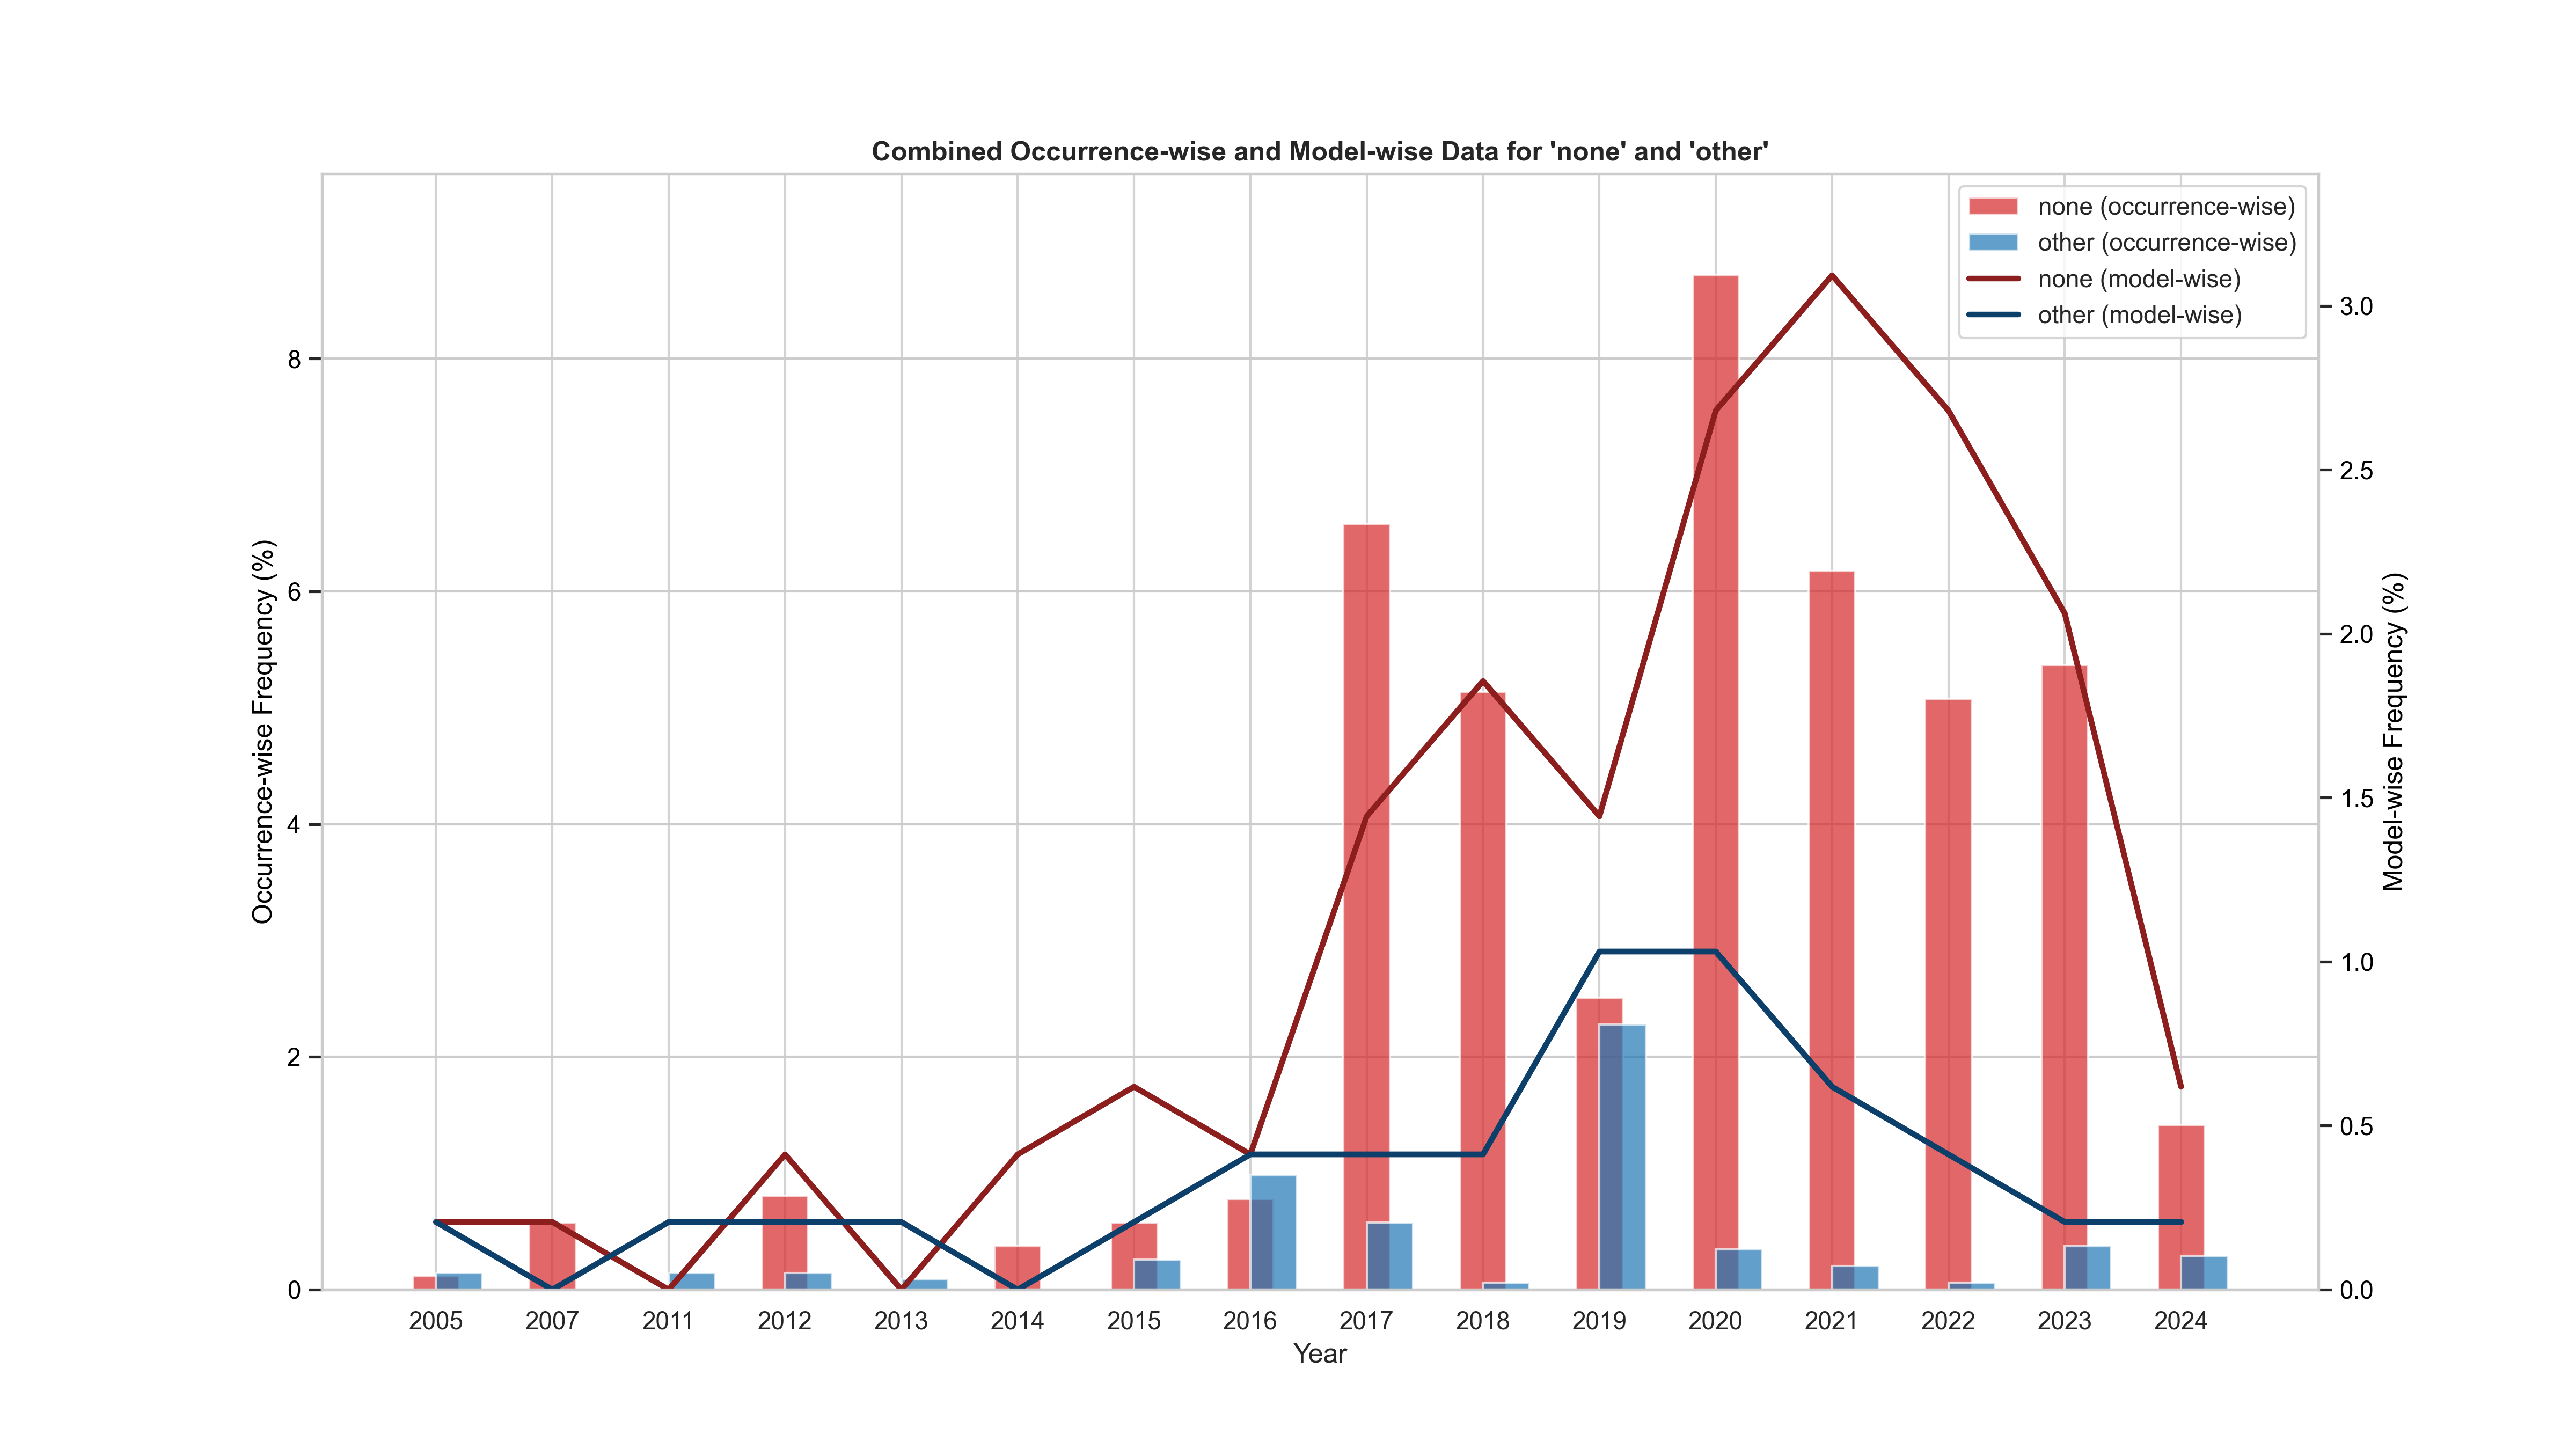 Combined Occurrence-wise and Model-wise Data for 'none' and 'other'
none (occurrence-wise)
other (occurrence-wise)
none (model-wise)
other (model-wise)
Occurrence-wise Frequency (%)
8
6
4
2
0
Model-wise Frequency (%)
3.0
2.5
2.0
1.5
1.0
0.5
0.0
2005 2007 2011 2012 2013 2014 2015 2016 2017 2018 2019 2020 2021 2022 2023 2024
Year